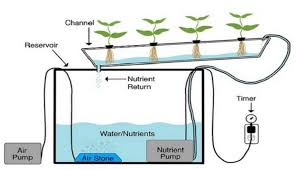 Channel
Reservoir
Nutrient
Return
Timer
Water/Nutrients
Air
Pump
Air Stone
Nutrient
Pump